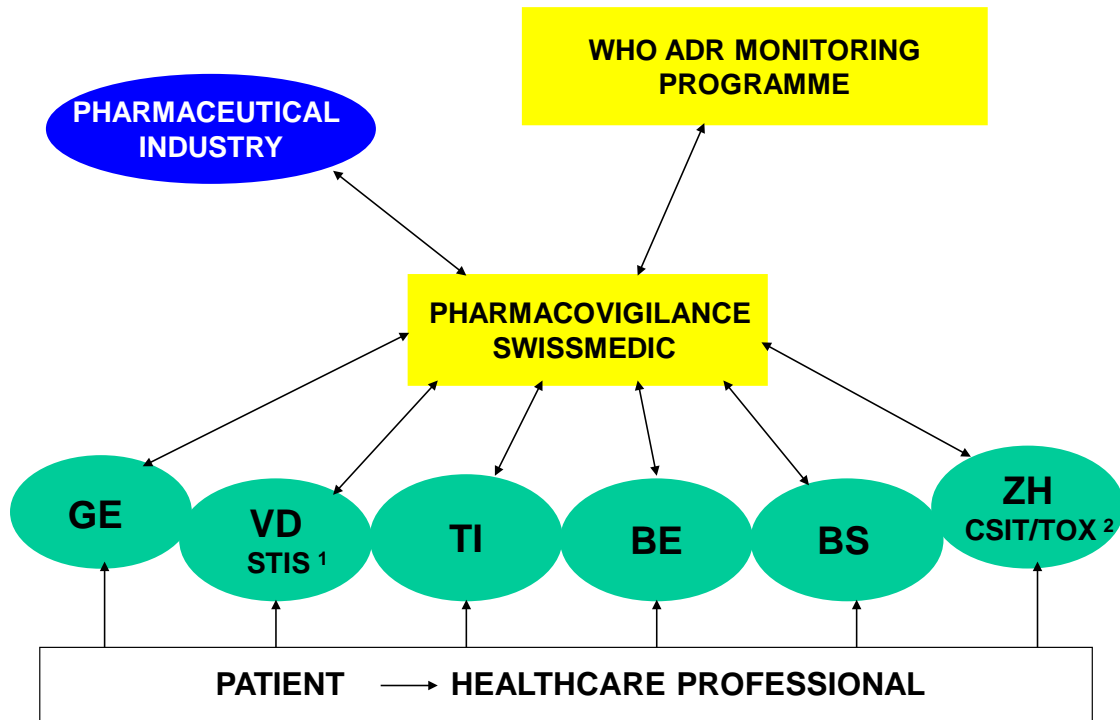 WHO ADR MONITORING
PROGRAMME
PHARMACEUTICAL
INDUSTRY
PHARMACOVIGILANCE
SWISSMEDIC
GE
VD
STIS ¹
TI
BE
BS
ZH
CSIT/TOX ²
PATIENT HEALTHCARE PROFESSIONAL